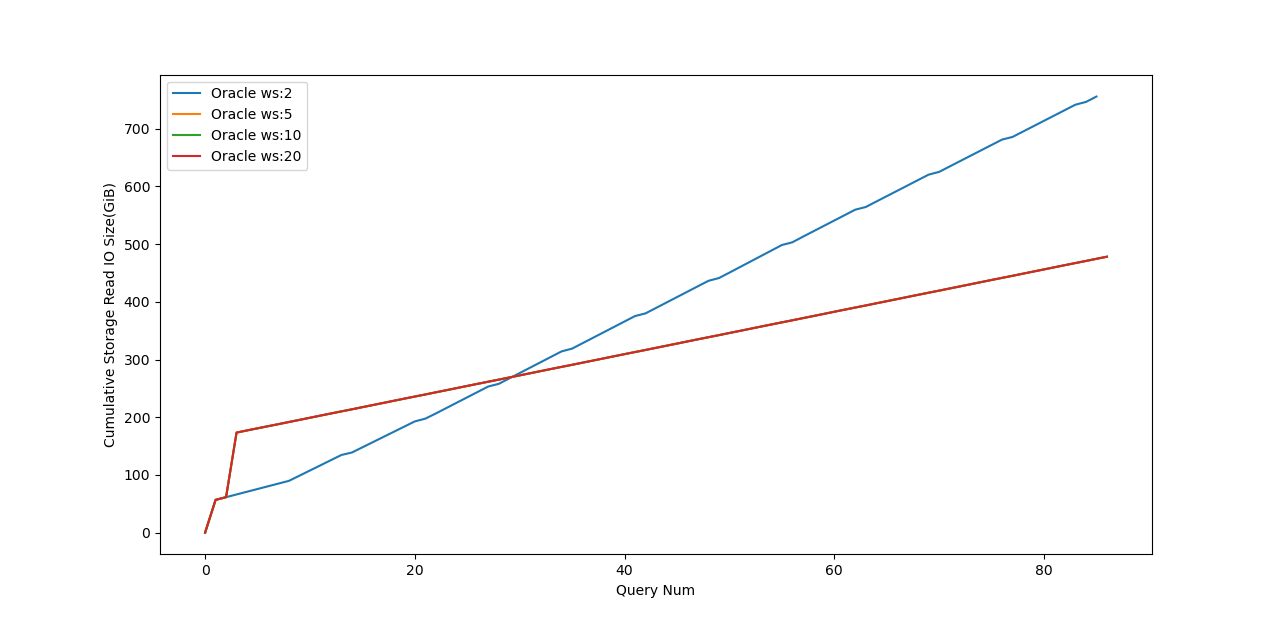 Oracle ws:2
Oracle ws:5
Oracle ws:10
Oracle ws:20
Cumulative Storage Read IO Size(GiB)
700
600
500
400
300
200
100
0
0 20 40 60 80
Query Num